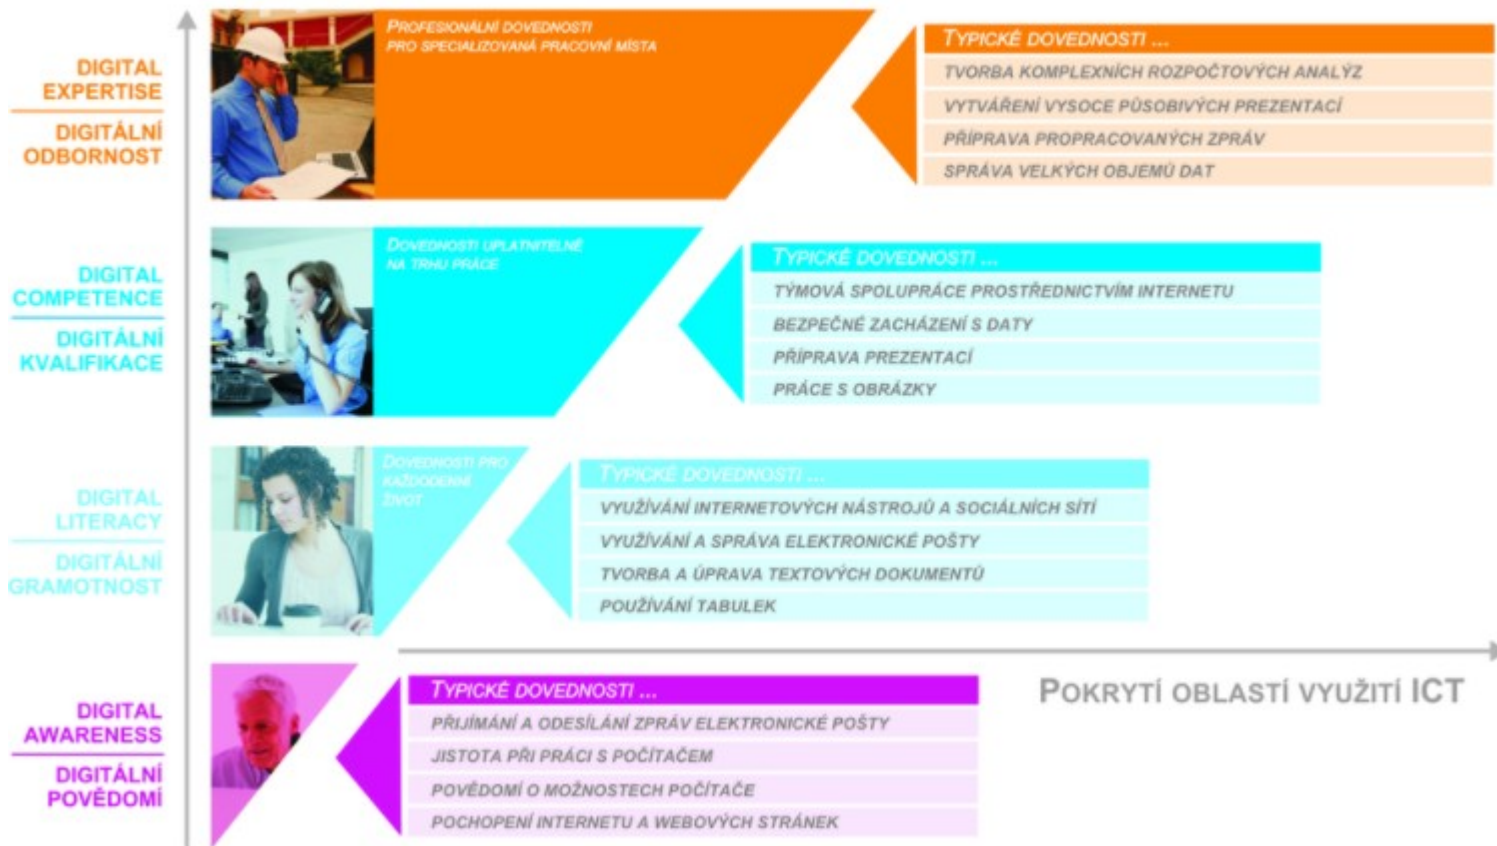 DIGITAL
EXPERTISE
DIGITÁLNÍ
ODBORNOST
PROFESIONÁLNÍ DOVEDNOSTI
PRO SPECIALIZOVANÁ PRACOVNÍ MÍSTA
TYPICKÉ DOVEDNOSTI ...
TVORBA KOMPLEXNÍCH ROZPOČTOVÝCH ANALÝZ
VYTVÁŘENÍ VYSOCE PŮSOBIVÝCH PREZENTACÍ
PŘÍPRAVA PROPRACOVANÝCH ZPRÁV
SPRÁVA VELKÝCH OBJEMŮ DAT
DIGITAL
COMPETENCE
DIGITÁLNÍ
KVALIFIKACE
DOVEDNOSTI UPLATNITELNÉ
NA TRHU PRÁCE
TYPICKÉ DOVEDNOSTI ...
TÝMOVÁ SPOLUPRÁCE PROSTŘEDNICTVÍM INTERNETU
BEZPEČNÉ ZACHÁZENÍ S DATY
PŘÍPRAVA PREZENTACÍ
PRÁCE S OBRÁZKY
DIGITAL
LITERACY
DIGITÁLNÍ
GRAMOTNOST
DOVEDNOSTI PRO
KAŽDODENNÍ
ŽIVOT
TYPICKÉ DOVEDNOSTI ...
VYUŽÍVÁNÍ INTERNETOVÝCH NÁSTROJŮ A SOCIÁLNÍCH SÍTÍ
VYUŽÍVÁNÍ A SPRÁVA ELEKTRONICKÉ POŠTY
TVORBA A ÚPRAVA TEXTOVÝCH DOKUMENTŮ
POUŽÍVÁNÍ TABULEK
DIGITAL
AWARENESS
DIGITÁLNÍ
POVĚDOMÍ
TYPICKÉ DOVEDNOSTI ...
PŘIJÍMÁNÍ A ODESÍLÁNÍ ZPRÁV ELEKTRONICKÉ POŠTY
JISTOTA PŘI PRÁCI S POČÍTAČEM
POVĚDOMÍ O MOŽNOSTECH POČÍTAČE
POCHOPENÍ INTERNETU A WEBOVÝCH STRÁNEK
POKRYTÍ OBLASTÍ VYUŽITÍ ICT